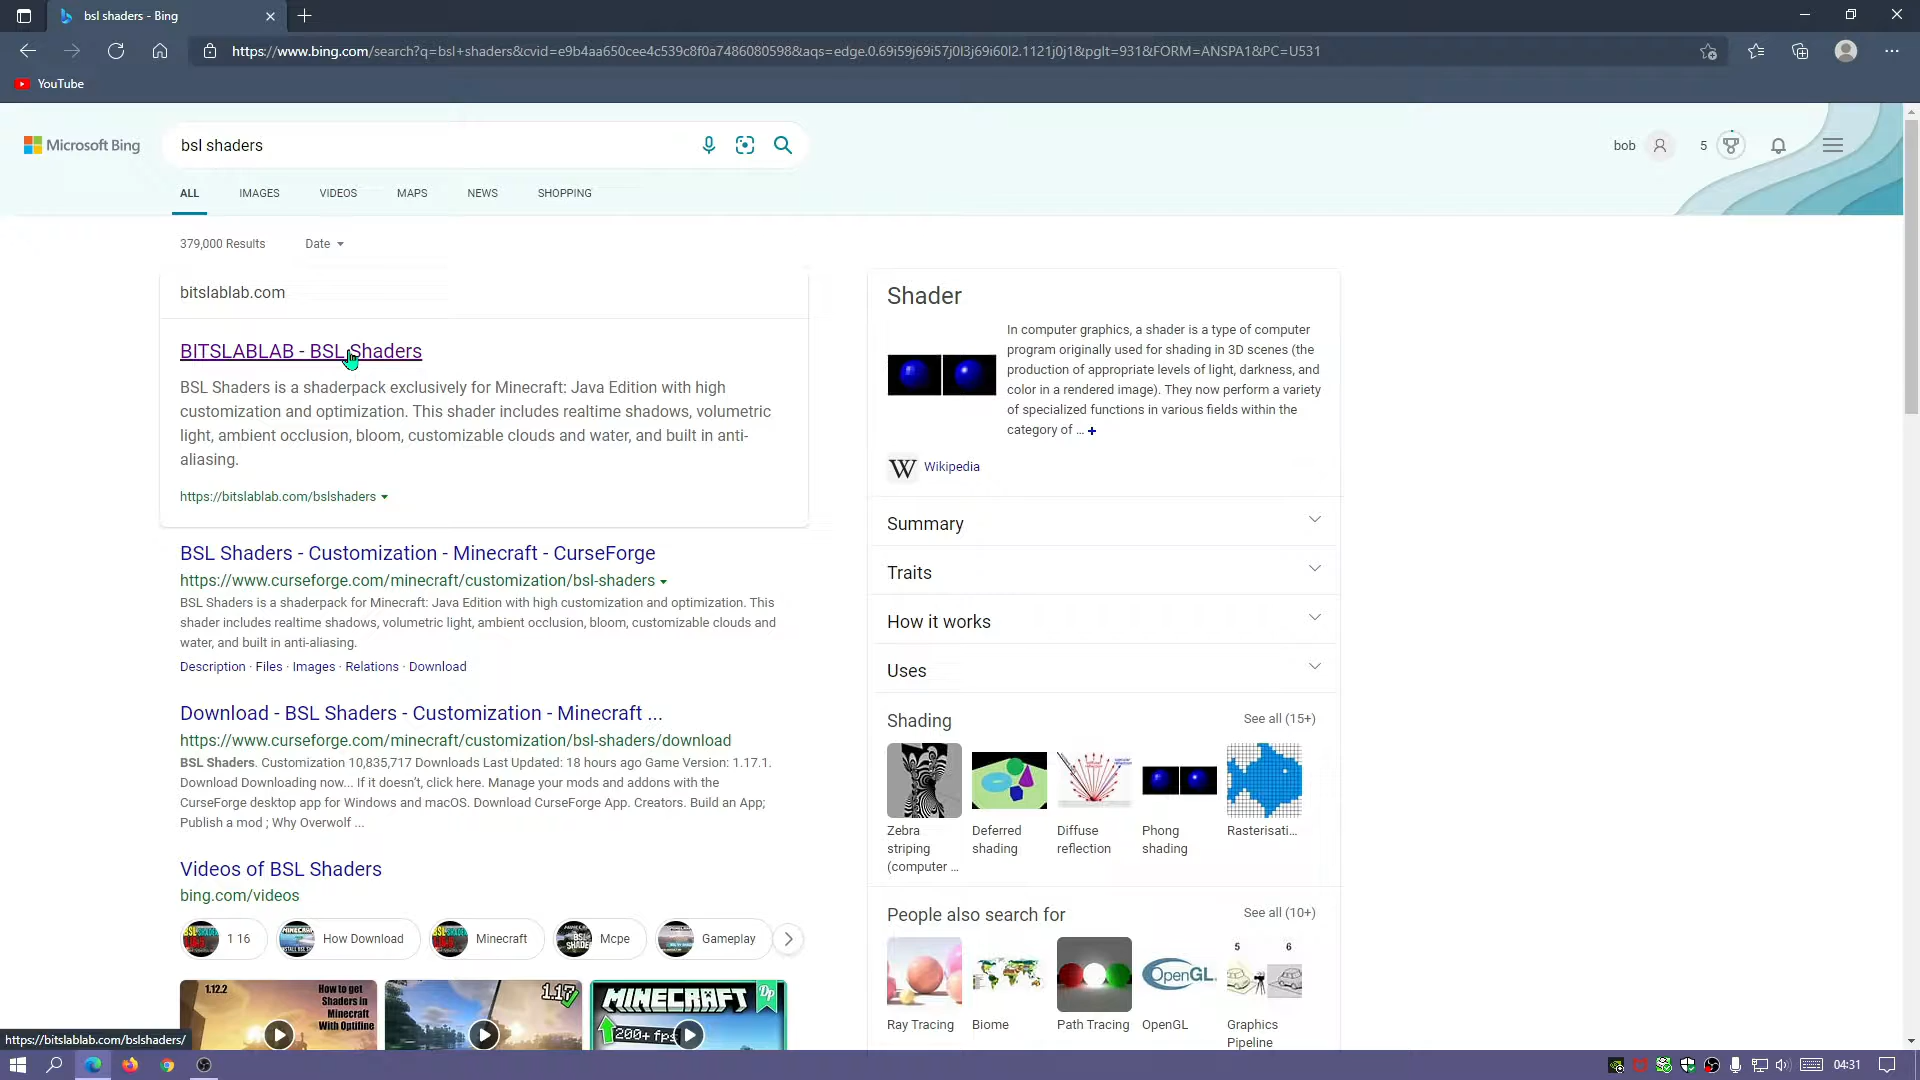 bsl shaders - Bing
https://www.bing.com/search?q=bsl+shaders&cvid=e9b4aa650cee4c539c8f0a7486080598&aqs=edge.0.69i59j69i57j0l3j69i60l2.1121j0j1&pglt=931&FORM=ANSPA1&PC=U531
YouTube
Microsoft Bing
bsl shaders
bob
5
ALL IMAGES VIDEOS MAPS NEWS SHOPPING
379,000 Results Date
bitslablab.com
BITSLABLAB - BSL Shaders
BSL Shaders is a shaderpack exclusively for Minecraft: Java Edition with high
customization and optimization. This shader includes realtime shadows, volumetric
light, ambient occlusion, bloom, customizable clouds and water, and built in anti-
aliasing.
https://bitslablab.com/bslshaders
BSL Shaders - Customization - Minecraft - CurseForge
https://www.curseforge.com/minecraft/customization/bsl-shaders
BSL Shaders is a shaderpack for Minecraft: Java Edition with high customization and optimization. This
shader includes realtime shadows, volumetric light, ambient occlusion, bloom, customizable clouds and
water, and built in anti-aliasing.
Description · Files · Images · Relations · Download
Download - BSL Shaders - Customization - Minecraft ...
https://www.curseforge.com/minecraft/customization/bsl-shaders/download
BSL Shaders. Customization 10,835,717 Downloads Last Updated: 18 hours ago Game Version: 1.17.1.
Download Downloading now... If it doesn't, click here. Manage your mods and addons with the
CurseForge desktop app for Windows and macOS. Download CurseForge App. Creators. Build an App;
Publish a mod ; Why Overwolf ...
Videos of BSL Shaders
bing.com/videos
1 16 How Download Minecraft Mcpe Gameplay
1.12.2
How to get
Shaders in
Minecraft
With Optifine
1.17
MINECRAFT
Dp
200+ fps
Shader
In computer graphics, a shader is a type of computer
program originally used for shading in 3D scenes (the
production of appropriate levels of light, darkness, and
color in a rendered image). They now perform a variety
of specialized functions in various fields within the
category of ... +
W Wikipedia
Summary
Traits
How it works
Uses
Shading See all (15+)
Zebra
striping
(computer ...
Deferred
shading
Diffuse
reflection
Phong
shading
Rasterisati...
People also search for See all (10+)
OpenGL
5 6
Ray Tracing
Biome
Path Tracing
OpenGL
Graphics
Pipeline
https://bitslablab.com/bslshaders/
04:31